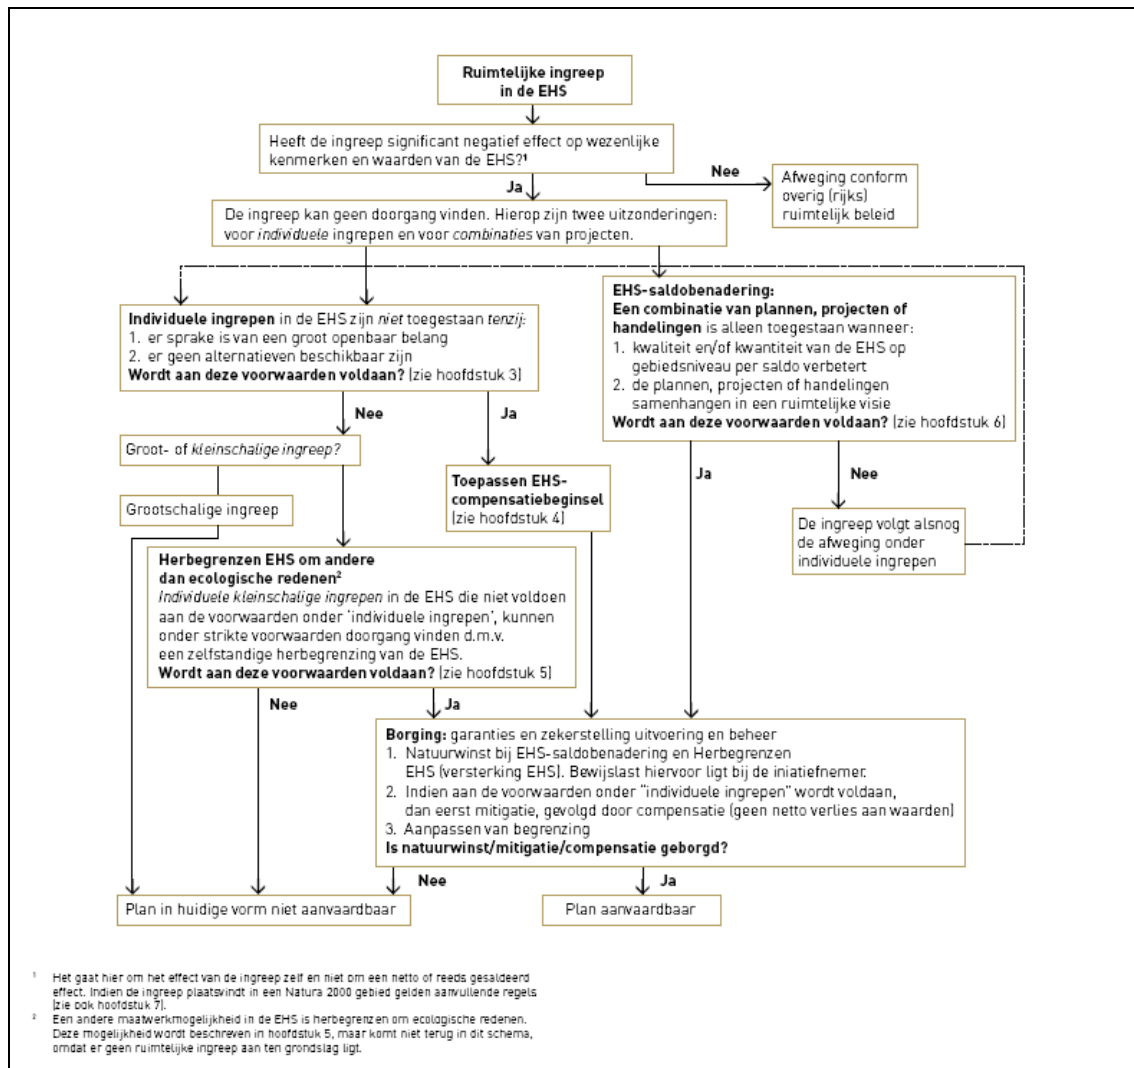 Ruimtelijke ingreep
in de EHS
Heeft de ingreep significant negatief effect op wezenlijke
kenmerken en waarden van de EHS?¹
Nee
Afweging conform
overig (rijks)
ruimtelijk beleid
Ja
De ingreep kan geen doorgang vinden. Hierop zijn twee uitzonderingen:
voor individuele ingrepen en voor combinaties van projecten.
EHS-saldobenadering:
Een combinatie van plannen, projecten of
handelingen is alleen toegestaan wanneer:
1. kwaliteit en/of kwantiteit van de EHS op
gebiedsniveau per saldo verbetert
2. de plannen, projecten of handelingen
samenhangen in een ruimtelijke visie
Wordt aan deze voorwaarden voldaan? (zie hoofdstuk 6)
Individuele ingrepen in de EHS zijn niet toegestaan tenzij:
1. er sprake is van een groot openbaar belang
2. er geen alternatieven beschikbaar zijn
Wordt aan deze voorwaarden voldaan? (zie hoofdstuk 3)
Nee
Ja
Groot- of kleinschalige ingreep?
Grootschalige ingreep
Toepassen EHS-
compensatiebeginsel
(zie hoofdstuk 4)
Ja
Nee
De ingreep volgt alsnog
de afweging onder
individuele ingrepen
Herbegrenzen EHS om andere
dan ecologische redenen²
Individuele kleinschalige ingrepen in de EHS die niet voldoen
aan de voorwaarden onder 'individuele ingrepen', kunnen
onder strikte voorwaarden doorgang vinden d.m.v.
een zelfstandige herbegrenzing van de EHS.
Wordt aan deze voorwaarden voldaan? (zie hoofdstuk 5)
Nee
Ja
Borging: garanties en zekerstelling uitvoering en beheer
1. Natuurwinst bij EHS-saldobenadering en Herbegrenzen
EHS (versterking EHS). Bewijslast hiervoor ligt bij de iniatiefnemer.
2. Indien aan de voorwaarden onder "individuele ingrepen" wordt voldaan,
dan eerst mitigatie, gevolgd door compensatie (geen netto verlies aan waarden)
3. Aanpassen van begrenzing
Is natuurwinst/mitigatie/compensatie geborgd?
Nee
Ja
Plan in huidige vorm niet aanvaardbaar
Plan aanvaardbaar
¹ Het gaat hier om het effect van de ingreep zelf en niet om een netto of reeds gesaldeerd
effect. Indien de ingreep plaatsvindt in een Natura 2000 gebied gelden aanvullende regels
(zie ook hoofdstuk 7).
² Een andere maatwerkmogelijkheid in de EHS is herbegrenzen om ecologische redenen.
Deze mogelijkheid wordt beschreven in hoofdstuk 5, maar komt niet terug in dit schema,
omdat er geen ruimtelijke ingreep aan ten grondslag ligt.